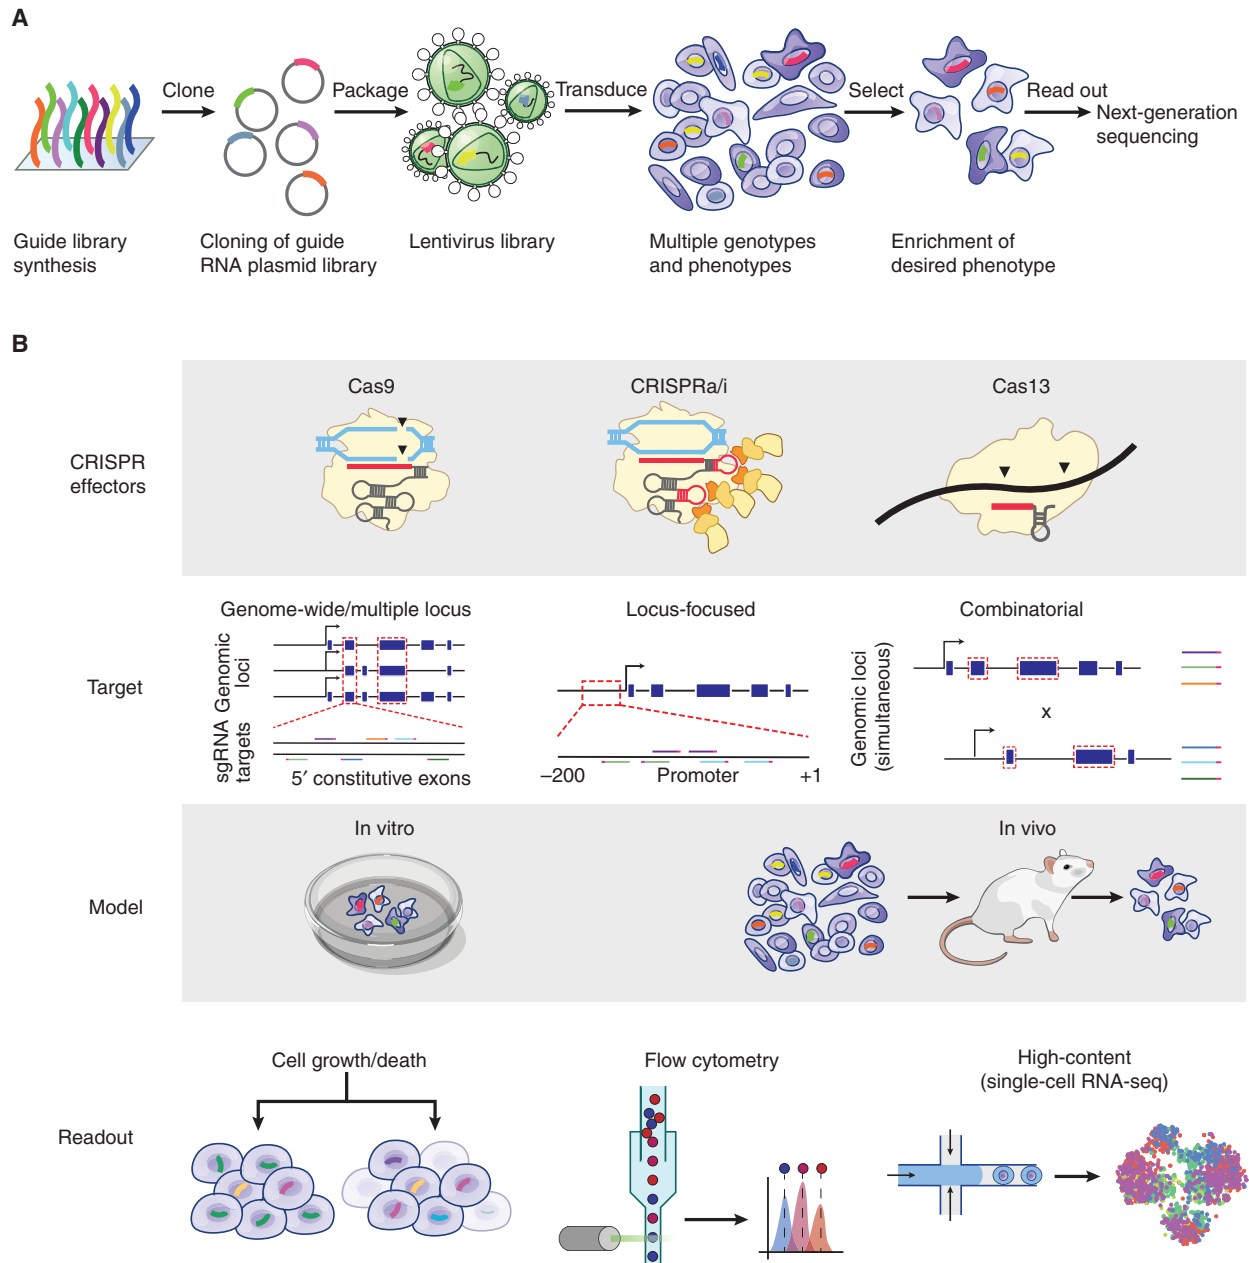 A
Clone
Package
Transduce
Select
Read out
Next-generation
sequencing
Guide library
synthesis
Cloning of guide
RNA plasmid library
Lentivirus library
Multiple genotypes
and phenotypes
Enrichment of
desired phenotype
B
CRISPR
effectors
Cas9
CRISPRa/i
Cas13
Target
Genome-wide/multiple locus
Genomic
loci
sgRNA
targets
5′ constitutive exons
Locus-focused
–200
Promoter
+1
Combinatorial
Genomic loci
(simultaneous)
x
Model
In vitro
In vivo
Readout
Cell growth/death
Flow cytometry
High-content
(single-cell RNA-seq)